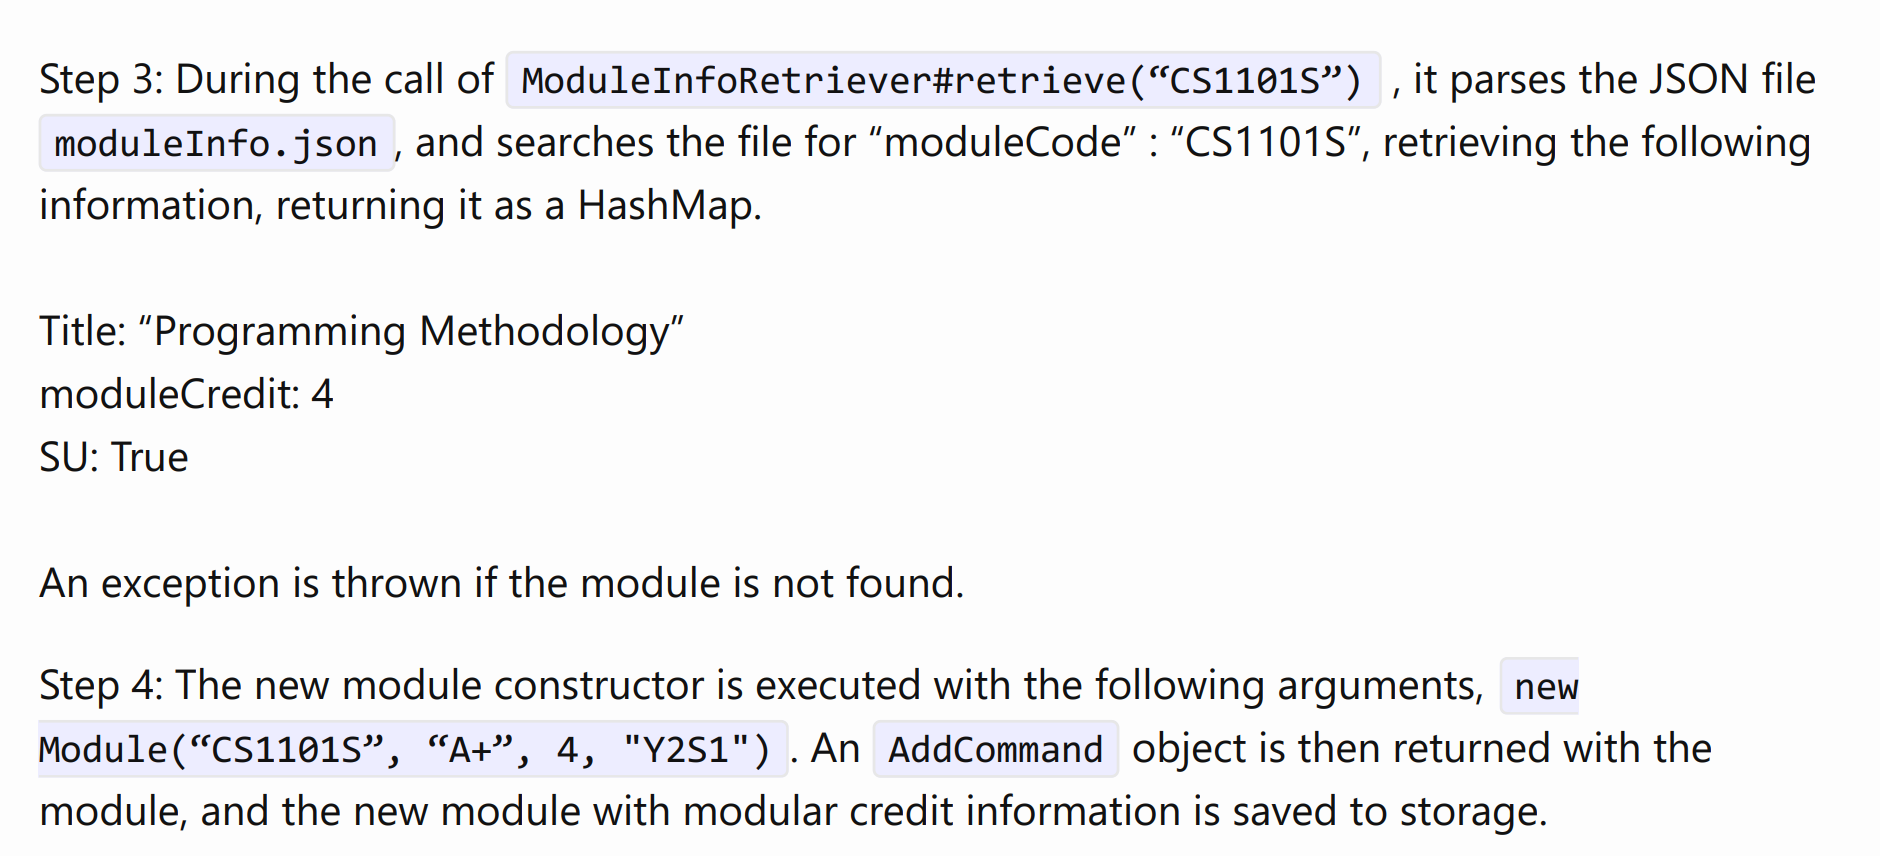 Step 3: During the call of ModuleInfoRetriever#retrieve(“CS1101S”) , it parses the JSON file
moduleInfo.json, and searches the file for “moduleCode” : “CS1101S”, retrieving the following
information, returning it as a HashMap.
Title: “Programming Methodology”
moduleCredit: 4
SU: True
An exception is thrown if the module is not found.
Step 4: The new module constructor is executed with the following arguments, new
Module(“CS1101S”, “A+”, 4, "Y2S1"). An AddCommand object is then returned with the
module, and the new module with modular credit information is saved to storage.